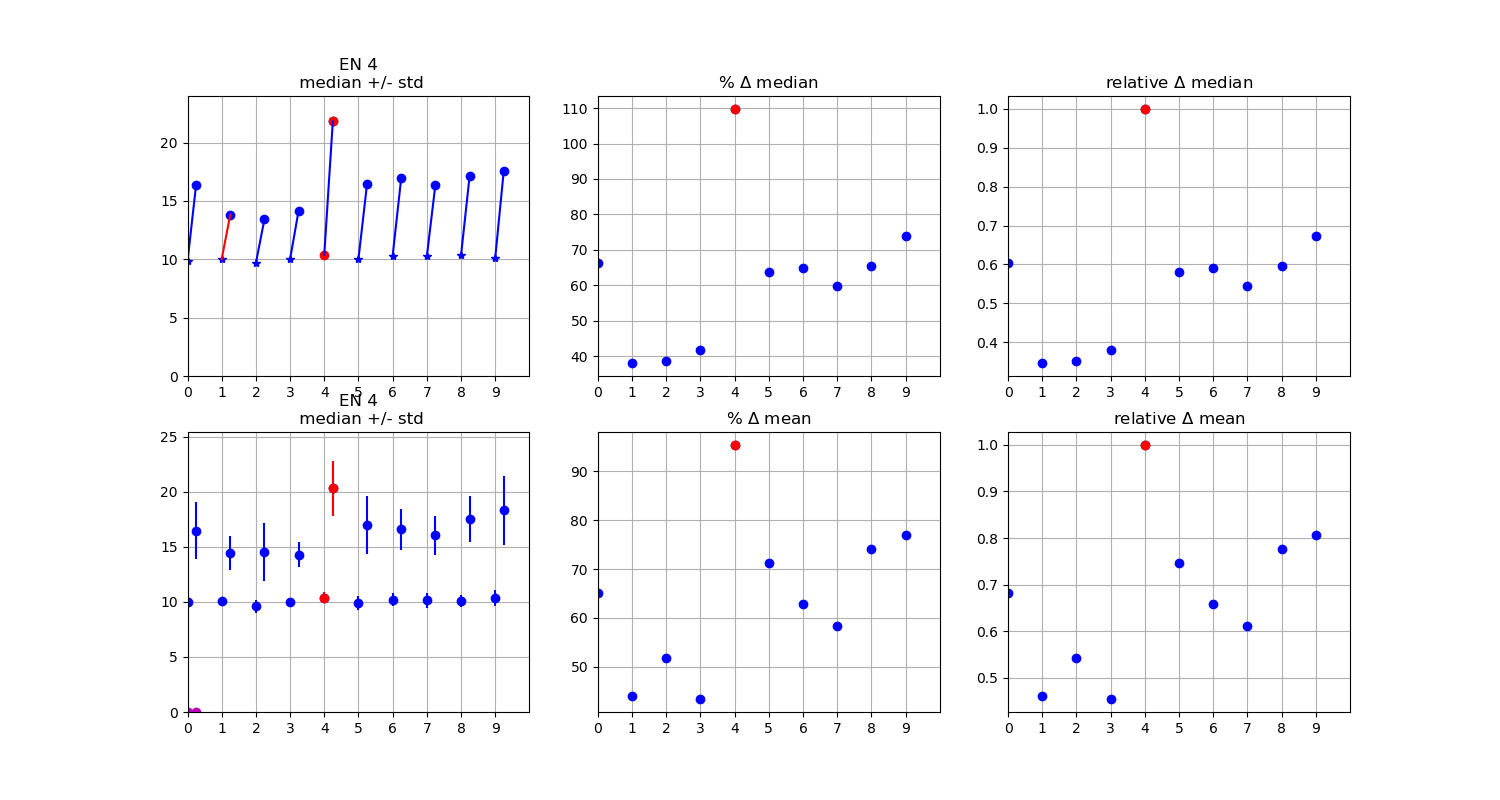 EN 4
median +/- std
% Δ median
relative Δ median
20
15
10
5
0
0 1 2 3 4 5 6 7 8 9
110
100
90
80
70
60
50
40
0 1 2 3 4 5 6 7 8 9
1.0
0.9
0.8
0.7
0.6
0.5
0.4
0 1 2 3 4 5 6 7 8 9
EN 4
median +/- std
% Δ mean
relative Δ mean
25
20
15
10
5
0
0 1 2 3 4 5 6 7 8 9
90
80
70
60
50
0 1 2 3 4 5 6 7 8 9
1.0
0.9
0.8
0.7
0.6
0.5
0 1 2 3 4 5 6 7 8 9